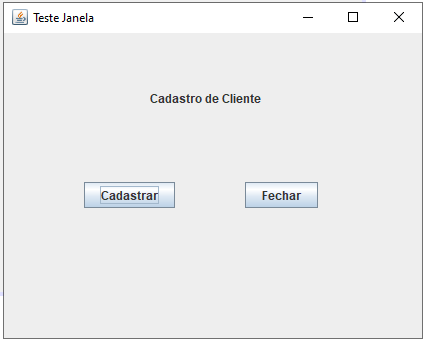 Teste Janela
Cadastro de Cliente
Cadastrar
Fechar